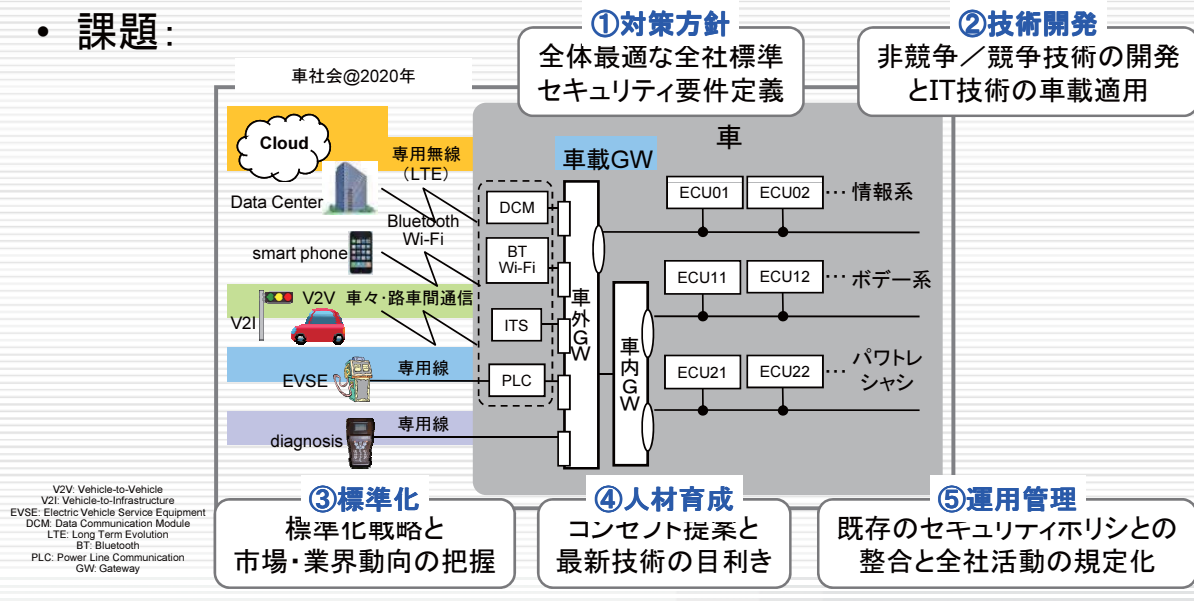 • 課題:
①対策方針
全体最適な全社標準
セキュリティ要件定義
②技術開発
非競争／競争技術の開発
とIT技術の車載適用
車社会@2020年
車
Cloud
専用無線
(LTE)
車載GW
Data Center
DCM
ECU01
ECU02
… 情報系
Bluetooth
Wi-Fi
smart phone
BT
Wi-Fi
ECU11
ECU12
… ボデー系
V2V 車々・路車間通信
V2I
ITS
車外GW
車内GW
EVSE
専用線
PLC
ECU21
ECU22
… パワトレ
シャシ
専用線
diagnosis
V2V: Vehicle-to-Vehicle
V2I: Vehicle-to-Infrastructure
EVSE: Electric Vehicle Service Equipment
DCM: Data Communication Module
LTE: Long Term Evolution
BT: Bluetooth
PLC: Power Line Communication
GW: Gateway
③標準化
標準化戦略と
市場・業界動向の把握
④人材育成
コンセプト提案と
最新技術の目利き
⑤運用管理
既存のセキュリティポリシとの
整合と全社活動の規定化